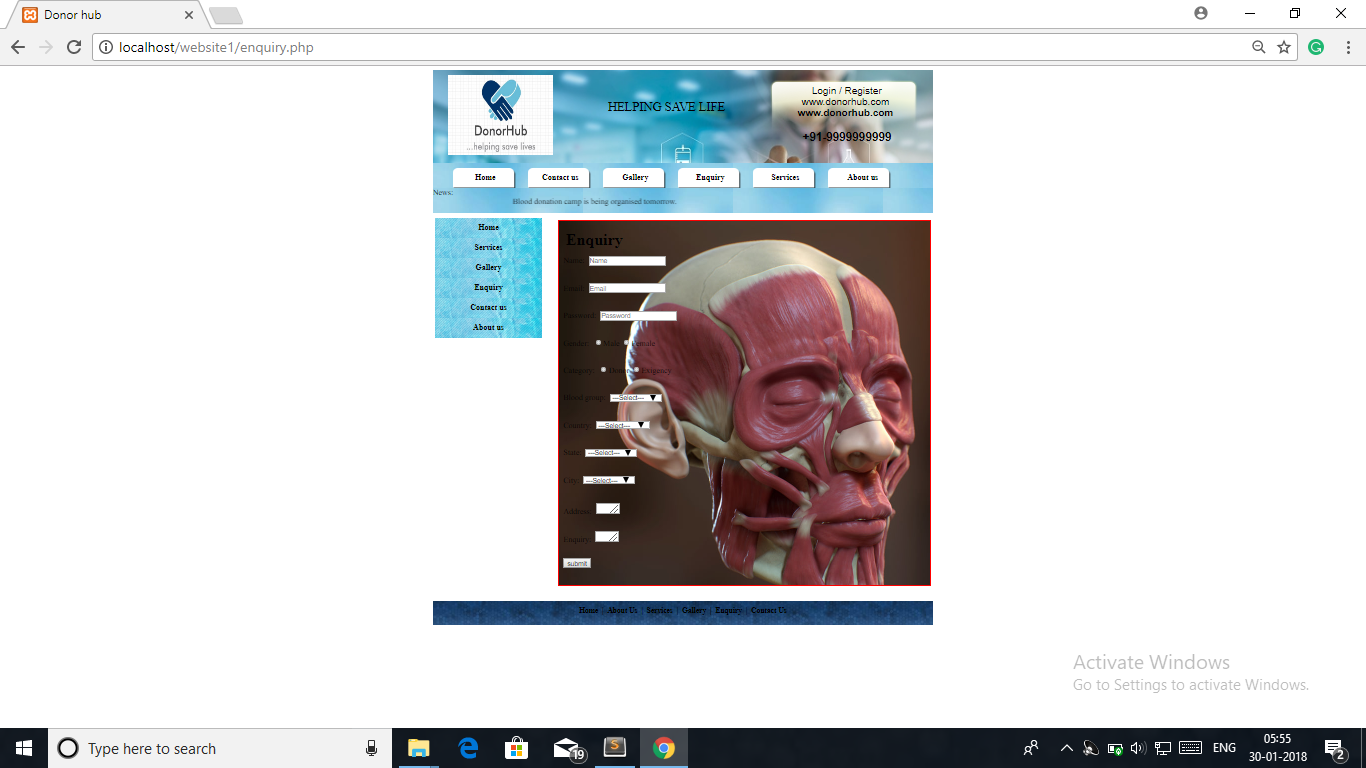 Donor hub
localhost/website1/enquiry.php
DonorHub
...helping save lives
HELPING SAVE LIFE
Login / Register
www.donorhub.com
www.donorhub.com
+91-9999999999
Home Contact us Gallery Enquiry Services About us
News:
Blood donation camp is being organised tomorrow.
Home
Services
Gallery
Enquiry
Contact us
About us
Enquiry
Name: Name
Email: Email
Password: Password
Gender: Male Female
Category: Donor Exigency
Blood group: ---Select---
Country: ---Select---
State: ---Select---
City: ---Select---
Address:
Enquiry:
submit
Home | About Us | Services | Gallery | Enquiry | Contact Us
Activate Windows
Go to Settings to activate Windows.
Type here to search
19
S
ENG
05:55
30-01-2018
2